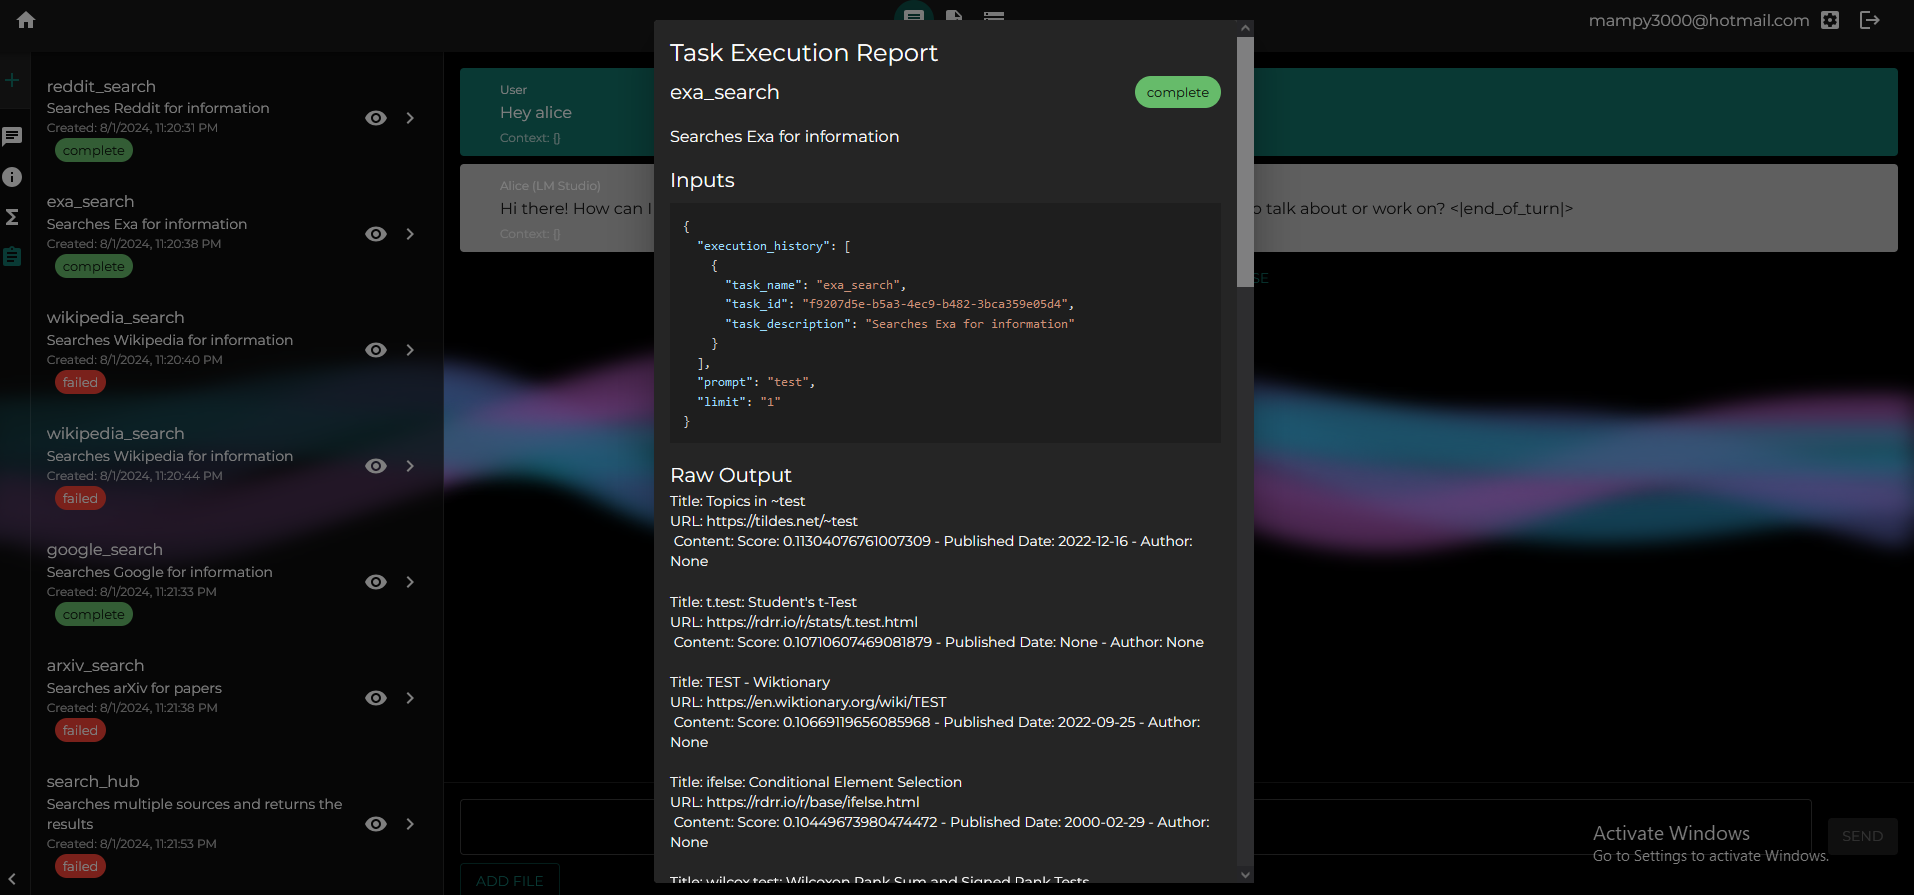 mampy3000@hotmail.com
reddit_search
Searches Reddit for information
Created: 8/1/2024, 11:20:31 PM
complete
exa_search
Searches Exa for information
Created: 8/1/2024, 11:20:38 PM
complete
wikipedia_search
Searches Wikipedia for information
Created: 8/1/2024, 11:20:40 PM
failed
wikipedia_search
Searches Wikipedia for information
Created: 8/1/2024, 11:20:44 PM
failed
google_search
Searches Google for information
Created: 8/1/2024, 11:21:33 PM
complete
arxiv_search
Searches arXiv for papers
Created: 8/1/2024, 11:21:38 PM
failed
search_hub
Searches multiple sources and returns the
results
Created: 8/1/2024, 11:21:53 PM
failed
User
Hey alice
Context: {}
Alice (LM Studio)
Hi there! How can I
talk about or work on? <|end_of_turn|>
Context: {}
Task Execution Report
exa_search
complete
Searches Exa for information
Inputs
{
"execution_history": [
{
"task_name": "exa_search",
"task_id": "f9207d5e-b5a3-4ec9-b482-3bca359e05d4",
"task_description": "Searches Exa for information"
}
],
"prompt": "test",
"limit": "1"
}
Raw Output
Title: Topics in ~test
URL: https://tildes.net/~test
Content: Score: 0.11304076761007309 - Published Date: 2022-12-16 - Author:
None
Title: t.test: Student's t-Test
URL: https://rdrr.io/r/stats/t.test.html
Content: Score: 0.10710607469081879 - Published Date: None - Author: None
Title: TEST - Wiktionary
URL: https://en.wiktionary.org/wiki/TEST
Content: Score: 0.10669119656085968 - Published Date: 2022-09-25 - Author:
None
Title: ifelse: Conditional Element Selection
URL: https://rdrr.io/r/base/ifelse.html
Content: Score: 0.10449673980474472 - Published Date: 2000-02-29 - Author:
None
Title: wilcox.test: Wilcoxon Rank Sum and Signed Rank Tests
ADD FILE
SEND
Activate Windows
Go to Settings to activate Windows.